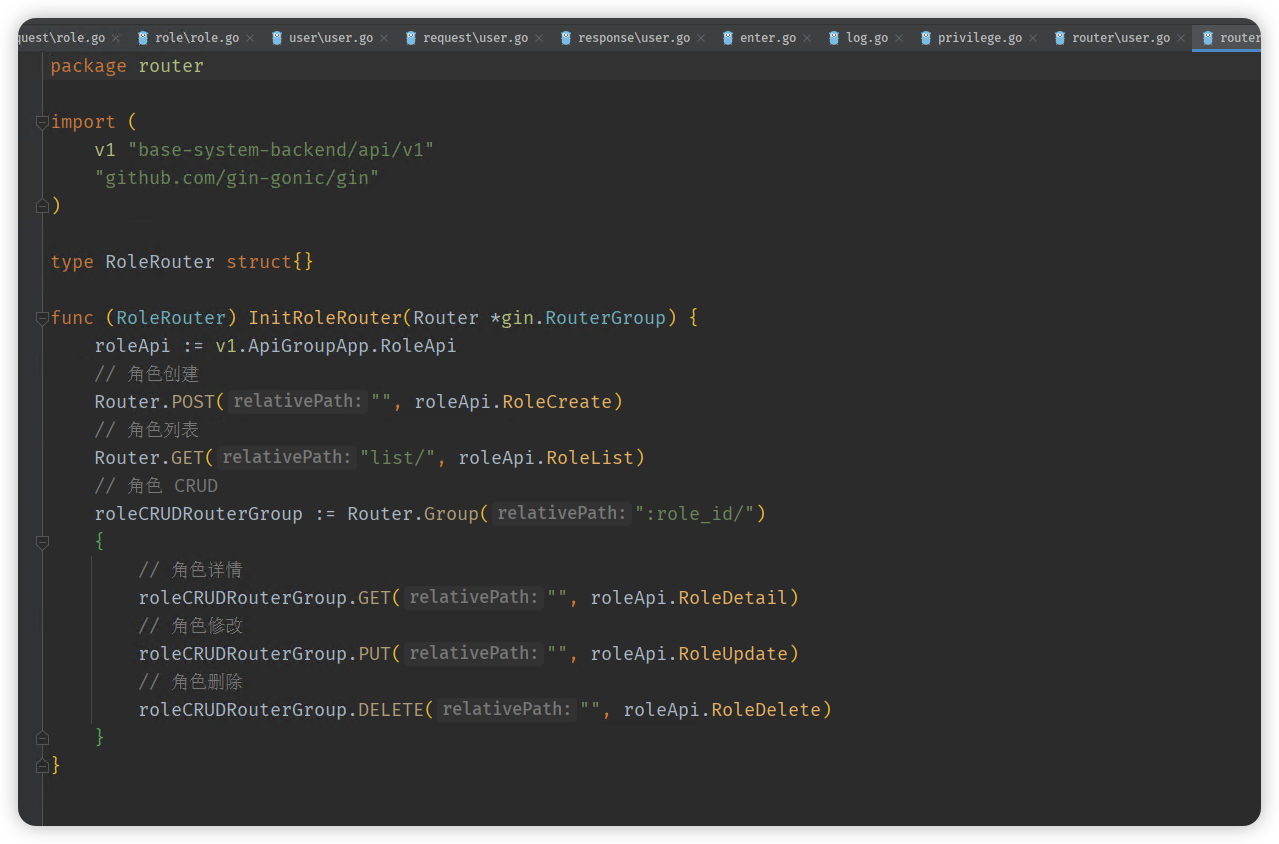 quest\role.go role\role.go user\user.go request\user.go response\user.go enter.go log.go privilege.go router\user.go router
package router
import (
v1 "base-system-backend/api/v1"
"github.com/gin-gonic/gin"
)
type RoleRouter struct{}
func (RoleRouter) InitRoleRouter(Router *gin.RouterGroup) {
roleApi := v1.ApiGroupApp.RoleApi
// 角色创建
Router.POST( relativePath: "", roleApi.RoleCreate)
// 角色列表
Router.GET( relativePath: "list/", roleApi.RoleList)
// 角色 CRUD
roleCRUDRouterGroup := Router.Group( relativePath: ":role_id/")
{
// 角色详情
roleCRUDRouterGroup.GET( relativePath: "", roleApi.RoleDetail)
// 角色修改
roleCRUDRouterGroup.PUT( relativePath: "", roleApi.RoleUpdate)
// 角色删除
roleCRUDRouterGroup.DELETE( relativePath: "", roleApi.RoleDelete)
}
}